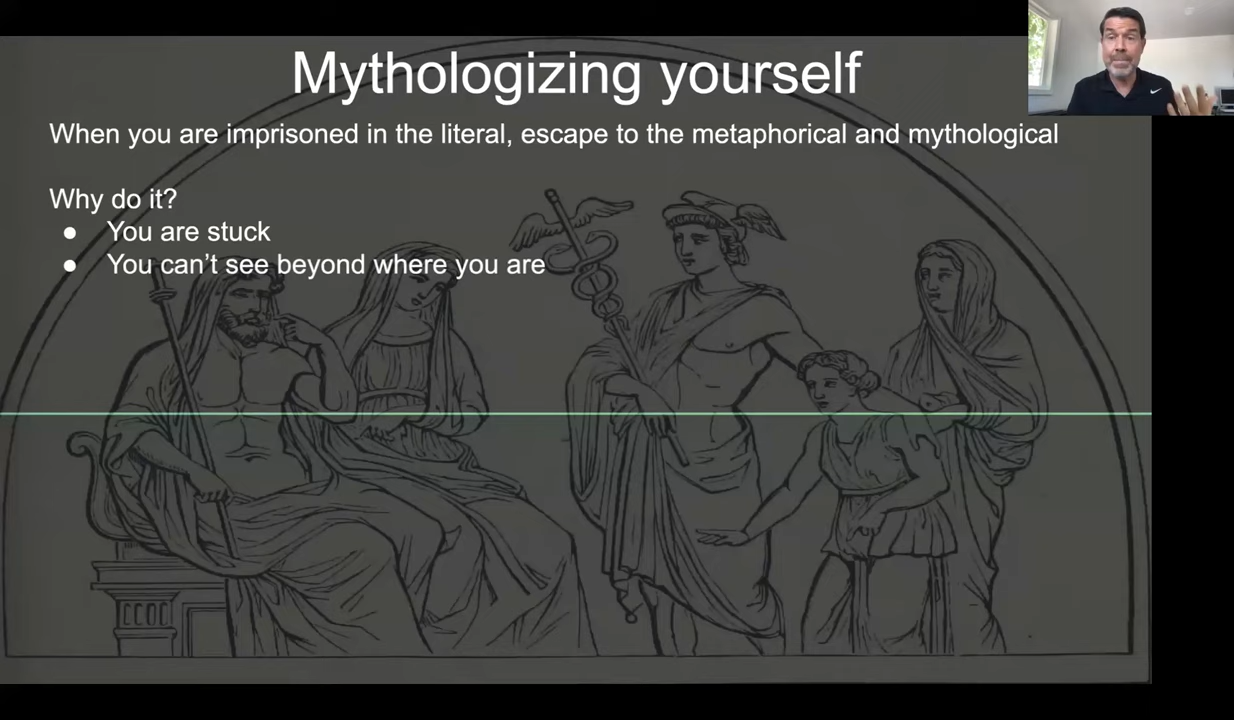 Mythologizing yourself
When you are imprisoned in the literal, escape to the metaphorical and mythological
Why do it?
● You are stuck
● You can’t see beyond where you are